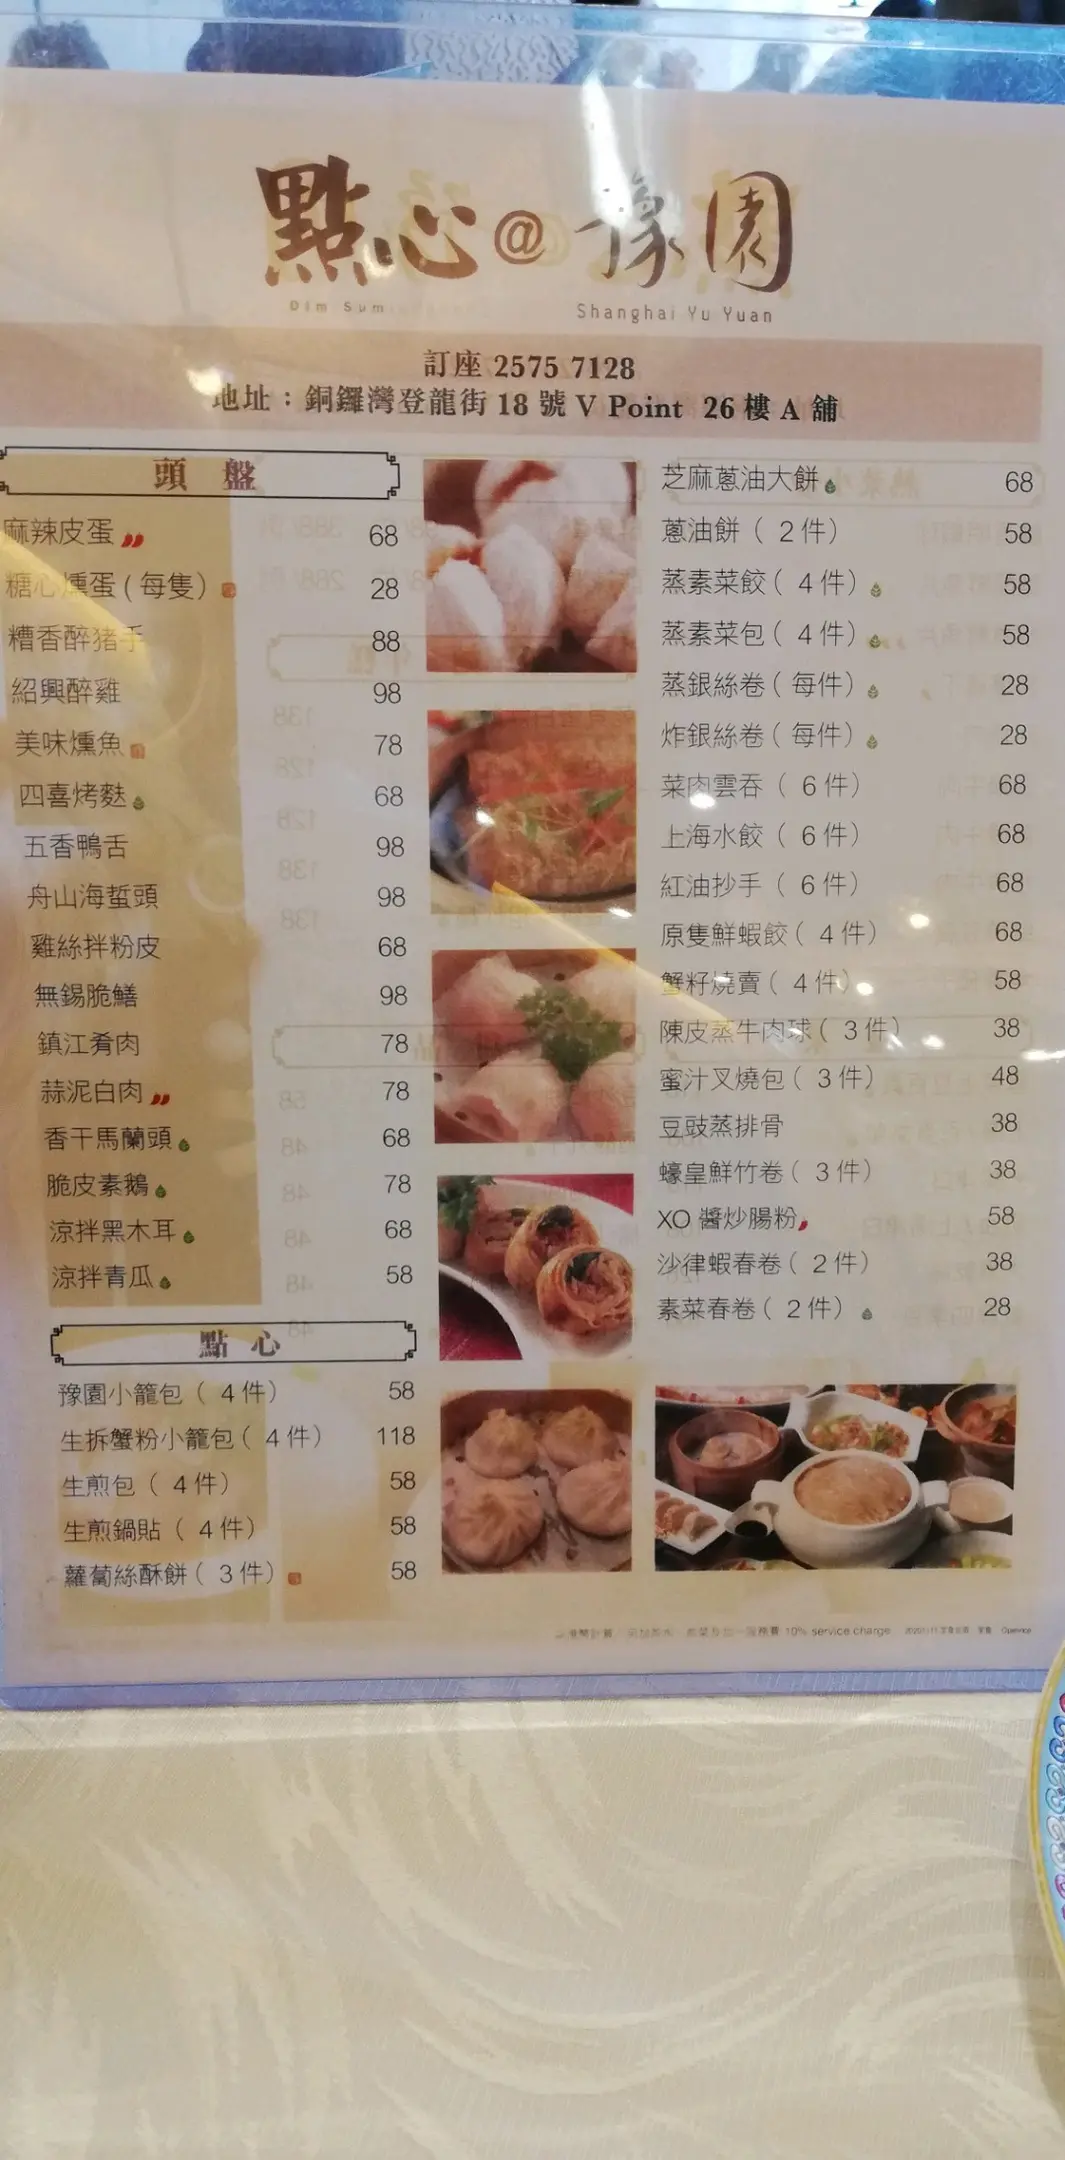 點心@豫園
Dim Sum
Shanghai Yu Yuan
訂座 2575 7128
地址：銅鑼灣登龍街 18 號 V Point 26 樓 A 舖
頭盤
麻辣皮蛋 68
糖心燻蛋(每隻) 28
糟香醉豬手 88
紹興醉雞 98
美味燻魚 78
四喜烤麩 68
五香鴨舌 98
舟山海蜇頭 98
雞絲拌粉皮 68
無錫脆鱔 98
鎮江肴肉 78
蒜泥白肉 78
香干馬蘭頭 68
脆皮素鵝 78
涼拌黑木耳 68
涼拌青瓜 58
點心
豫園小籠包（4件） 58
生拆蟹粉小籠包（4件） 118
生煎包（4件） 58
生煎鍋貼（4件） 58
蘿蔔絲酥餅（3件） 58
芝麻蔥油大餅 68
蔥油餅（2件） 58
蒸素菜餃（4件） 58
蒸素菜包（4件） 58
蒸銀絲卷（每件） 28
炸銀絲卷（每件） 28
菜肉雲吞（6件） 68
上海水餃（6件） 68
紅油抄手（6件） 68
原隻鮮蝦餃（4件） 68
蟹籽燒賣（4件） 58
陳皮蒸牛肉球（3件） 38
蜜汁叉燒包（3件） 48
豆豉蒸排骨 38
蠔皇鮮竹卷（3件） 38
XO 醬炒腸粉 58
沙律蝦春卷（2件） 38
素菜春卷（2件） 28
10% service charge